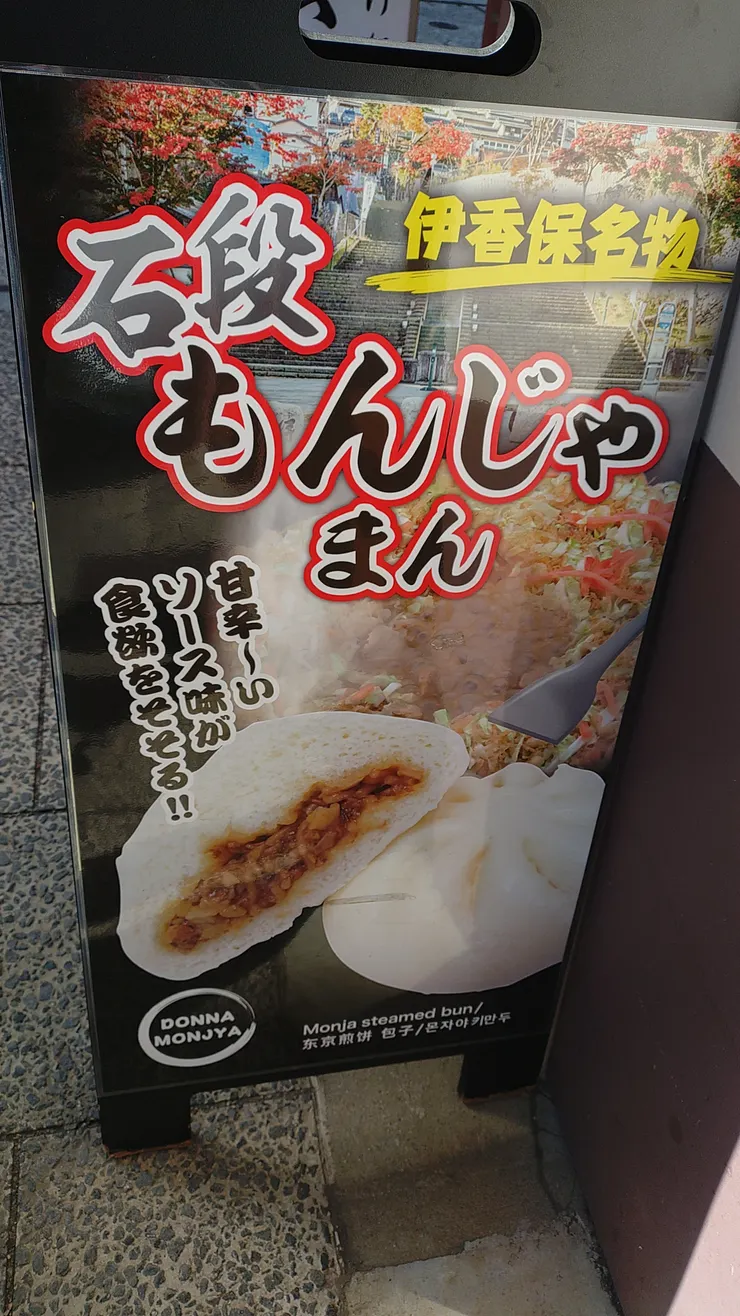 伊香保名物
石段
もんじゃ
まん
甘辛〜い
ソース味が
食欲をそそる!!
DONNA
MONJYA
Monja steamed bun/
东京煎饼 包子/몬자야키만두